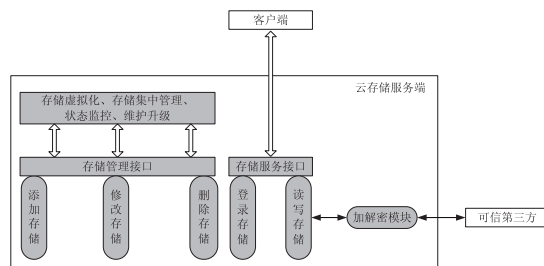 客户端
云存储服务端
存储虚拟化、存储集中管理、
状态监控、维护升级
存储管理接口
存储服务接口
添加存储
修改存储
删除存储
登录存储
读写存储
加解密模块
可信第三方